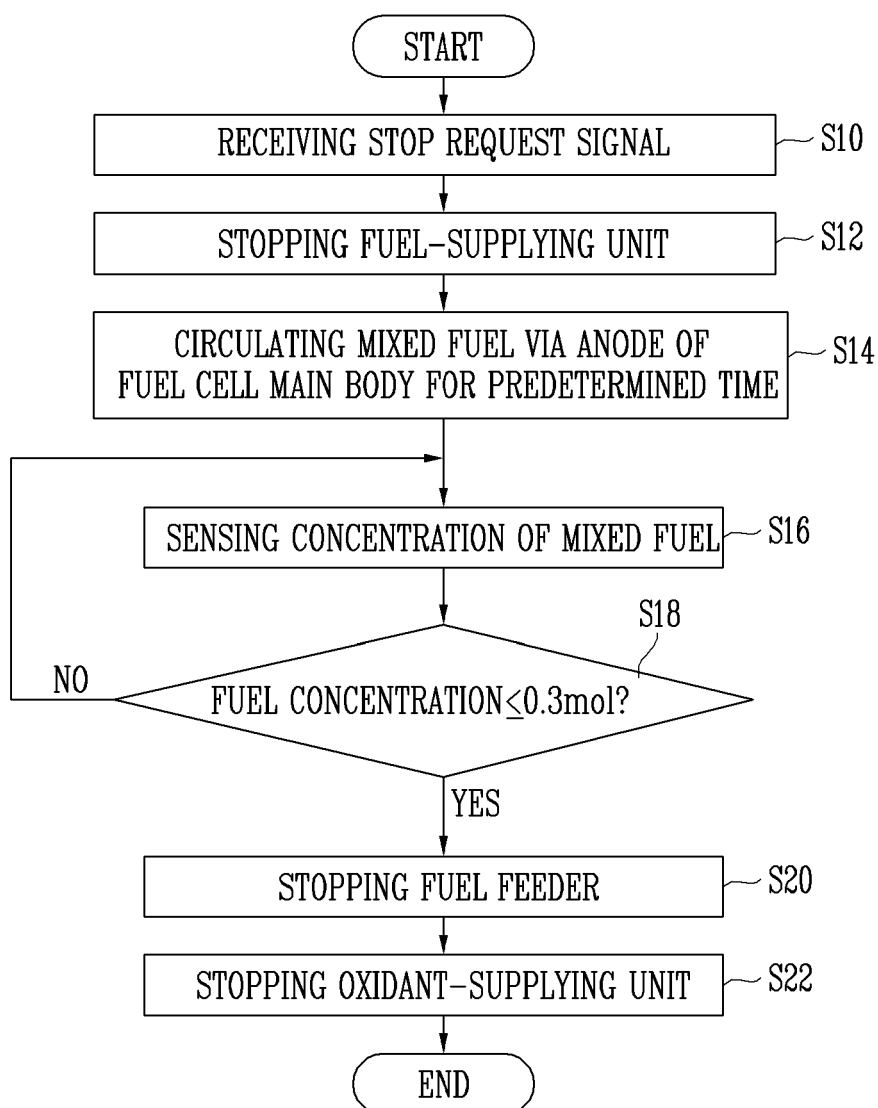 START
RECEIVING STOP REQUEST SIGNAL
S10
STOPPING FUEL-SUPPLYING UNIT
S12
CIRCULATING MIXED FUEL VIA ANODE OF
FUEL CELL MAIN BODY FOR PREDETERMINED TIME
S14
SENSING CONCENTRATION OF MIXED FUEL
S16
S18
NO
FUEL CONCENTRATION≤0.3mol?
YES
STOPPING FUEL FEEDER
S20
STOPPING OXIDANT-SUPPLYING UNIT
S22
END